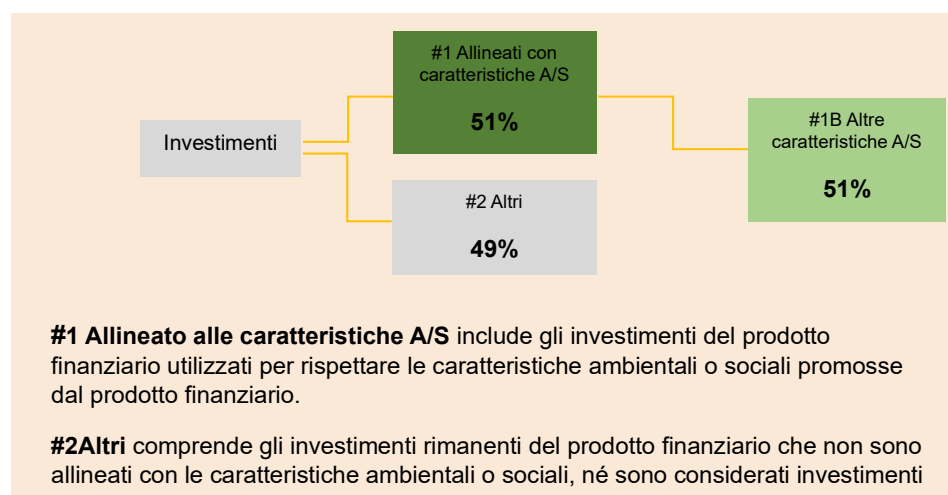 #1 Allineati con
caratteristiche A/S
51%
#1B Altre
caratteristiche A/S
51%
Investimenti
#2 Altri
49%
#1 Allineato alle caratteristiche A/S include gli investimenti del prodotto
finanziario utilizzati per rispettare le caratteristiche ambientali o sociali promosse
dal prodotto finanziario.
#2Altri comprende gli investimenti rimanenti del prodotto finanziario che non sono
allineati con le caratteristiche ambientali o sociali, né sono considerati investimenti